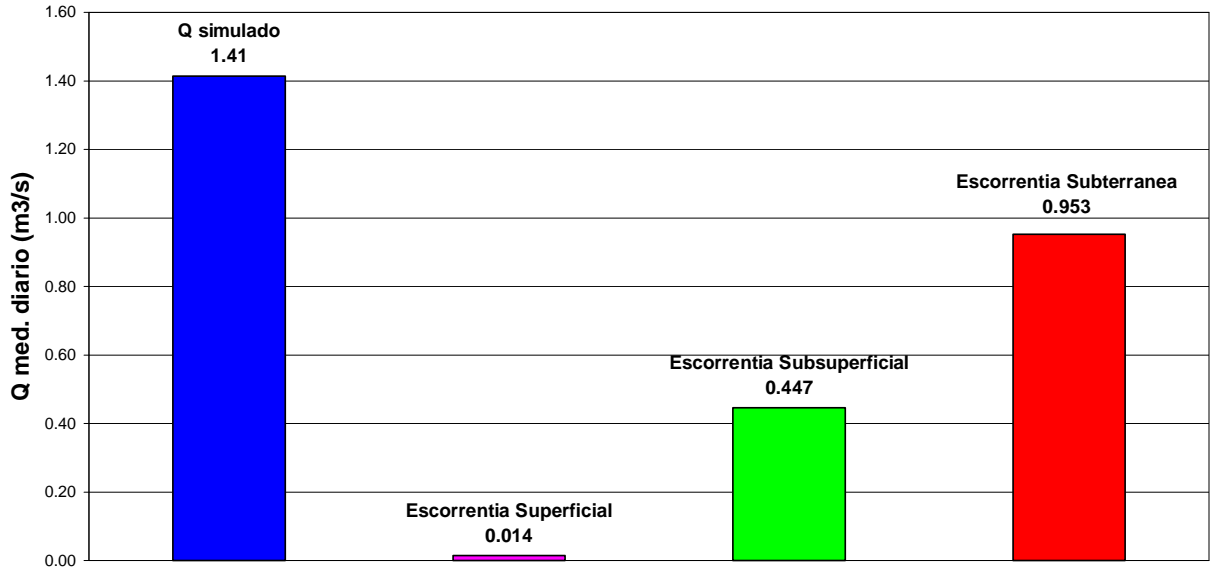 Q med. diario (m3/s)
1.60
1.40
1.20
1.00
0.80
0.60
0.40
0.20
0.00
Q simulado
1.41
Escorrentia Superficial
0.014
Escorrentia Subsuperficial
0.447
Escorrentia Subterranea
0.953